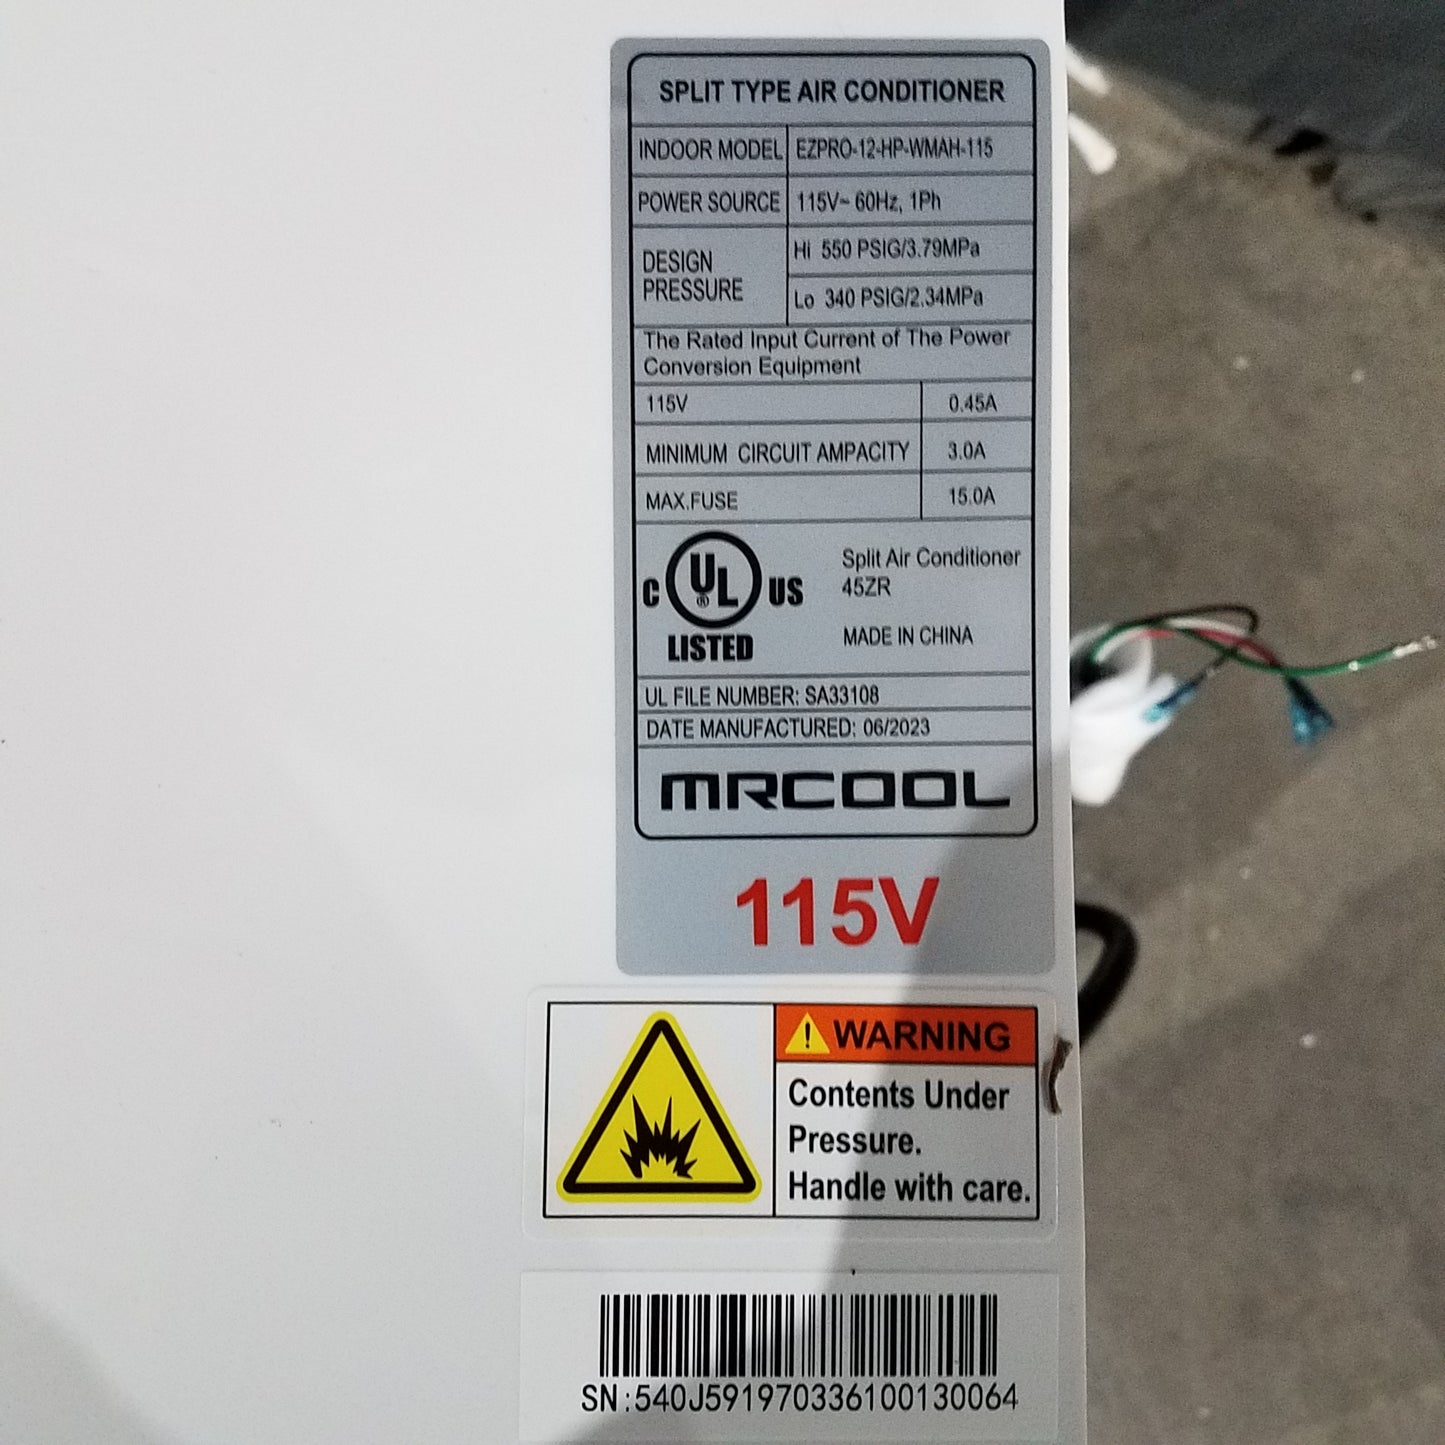 SPLIT TYPE AIR CONDITIONER
INDOOR MODEL EZPRO-12-HP-WMAH-115
POWER SOURCE 115V~ 60Hz, 1Ph
DESIGN PRESSURE
Hi 550 PSIG/3.79MPa
Lo 340 PSIG/2.34MPa
The Rated Input Current of The Power
Conversion Equipment
115V 0.45A
MINIMUM CIRCUIT AMPACITY 3.0A
MAX.FUSE 15.0A
C UL® US
LISTED
Split Air Conditioner
45ZR
MADE IN CHINA
UL FILE NUMBER: SA33108
DATE MANUFACTURED: 06/2023
MRCOOL
115V
WARNING
Contents Under
Pressure.
Handle with care.
SN:540J591970336100130064